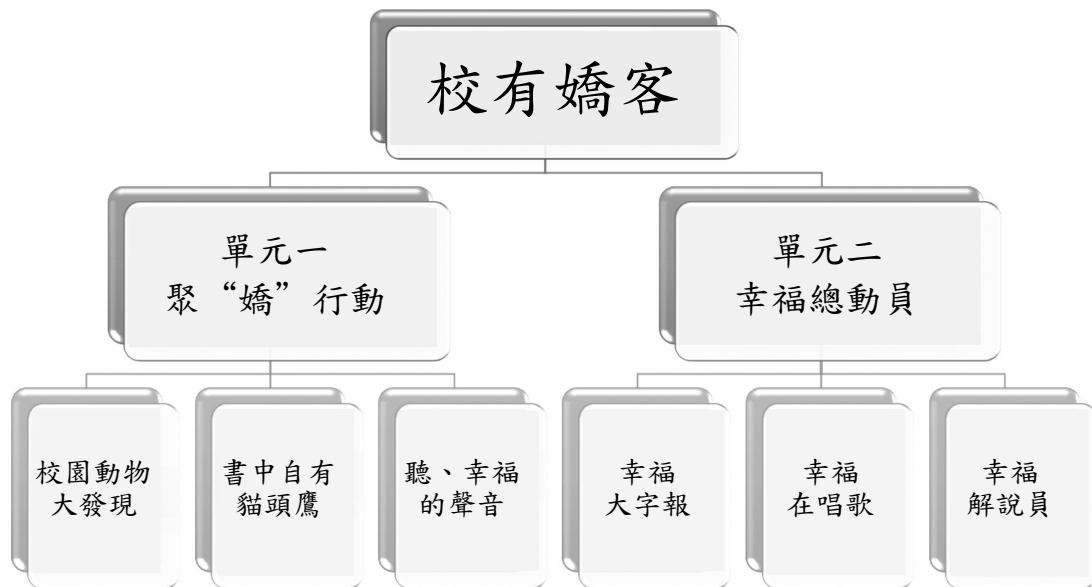 校有嬌客
單元一
聚“嬌”行動
單元二
幸福總動員
校園動物
大發現
書中自有
貓頭鷹
聽、幸福
的聲音
幸福
大字報
幸福
在唱歌
幸福
解說員